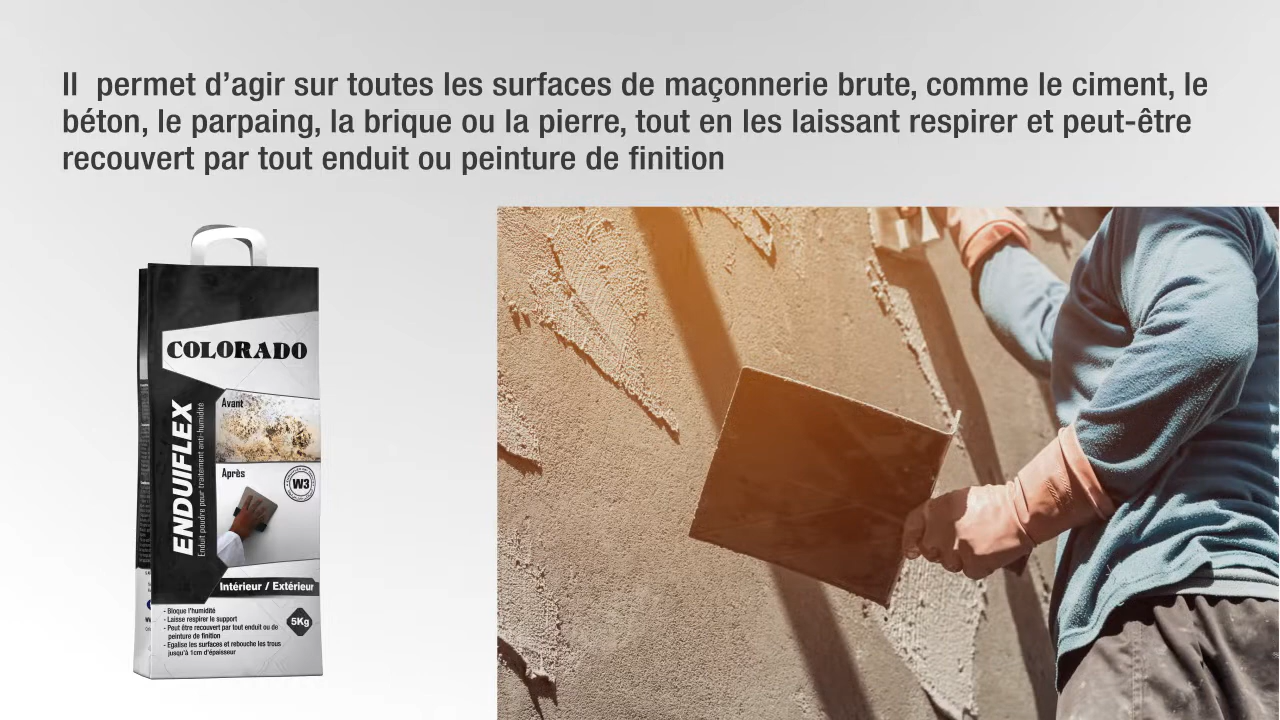 Il  permet d’agir sur toutes les surfaces de maçonnerie brute, comme le ciment, le
béton, le parpaing, la brique ou la pierre, tout en les laissant respirer et peut-être
recouvert par tout enduit ou peinture de finition
COLORADO
ENDUIFLEX
Enduit poudre pour traitement anti-humidité
Avant
Après
W3
Intérieur / Extérieur
- Bloque l'humidité
- Laisse respirer le support
- Peut être recouvert par tout enduit ou de
peinture de finition
- Egalise les surfaces et rebouche les trous
jusqu'à 1cm d'épaisseur
5Kg